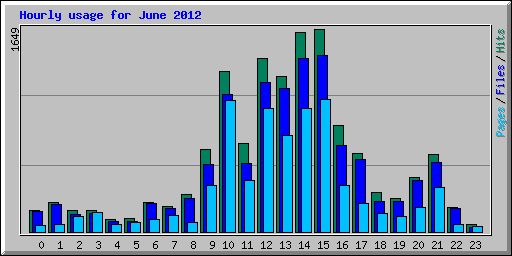 Hourly usage for June 2012
1649
Pages/Files/Hits
0 1 2 3 4 5 6 7 8 9 10 11 12 13 14 15 16 17 18 19 20 21 22 23